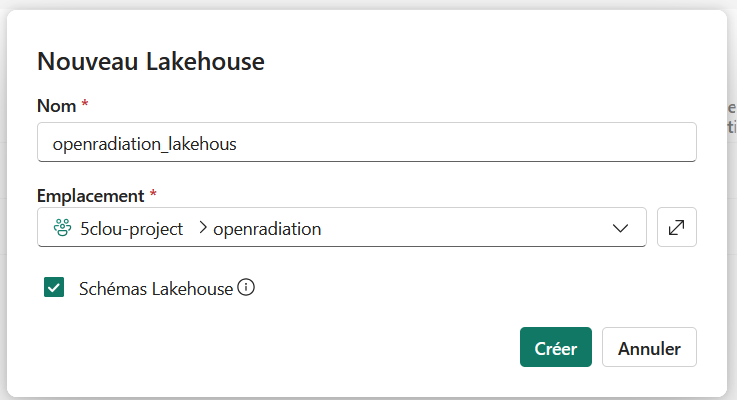 Nouveau Lakehouse
Nom *
openradiation_lakehous
Emplacement *
5clou-project > openradiation
Schémas Lakehouse
Créer Annuler